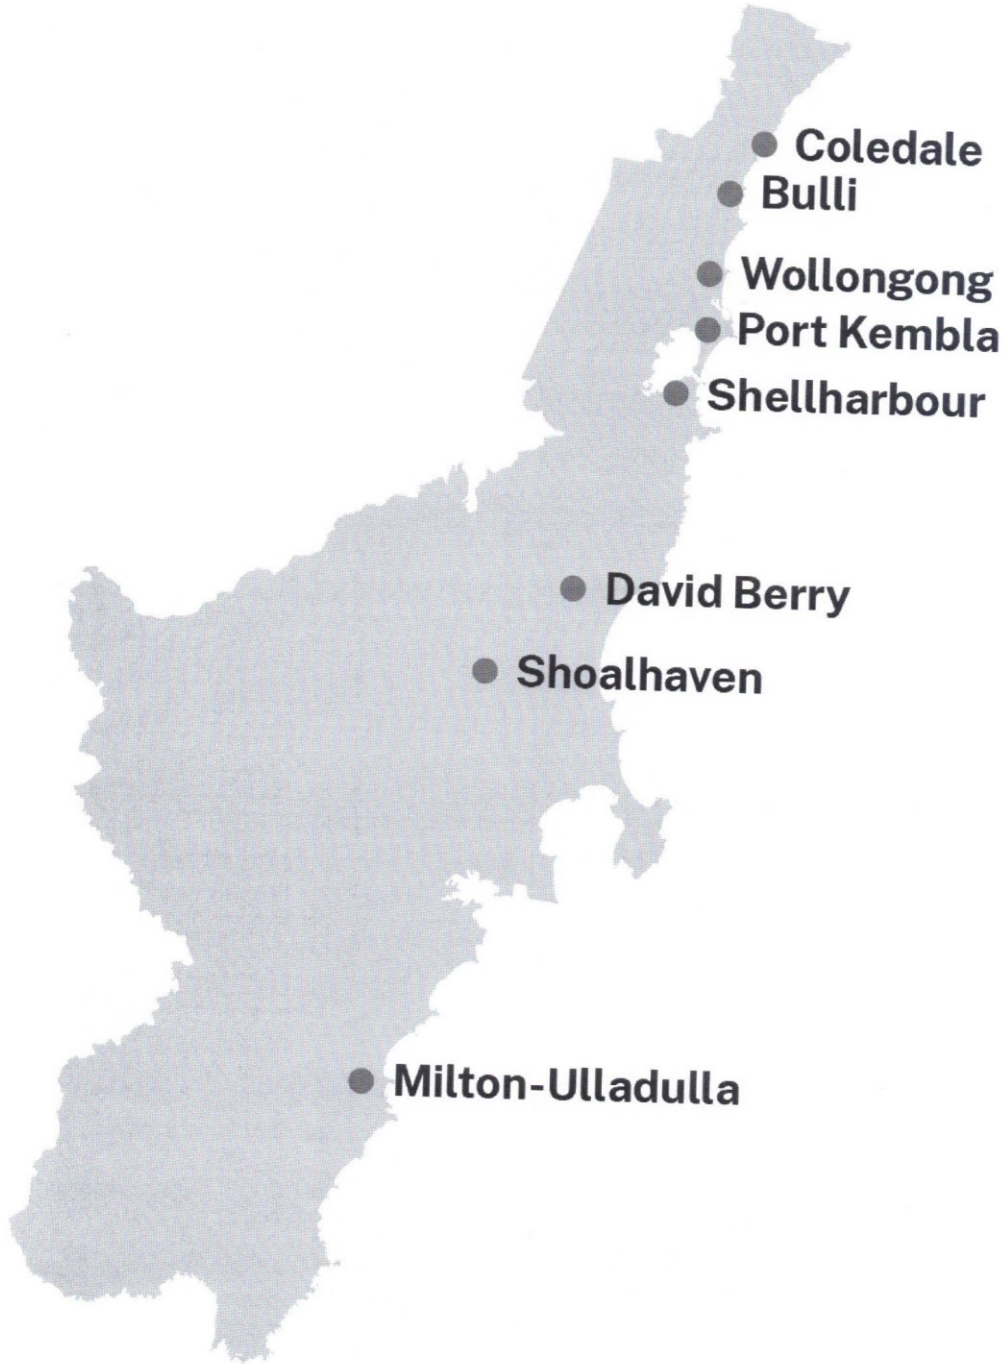 Coledale
Bulli
Wollongong
Port Kembla
Shellharbour
David Berry
Shoalhaven
Milton-Ulladulla